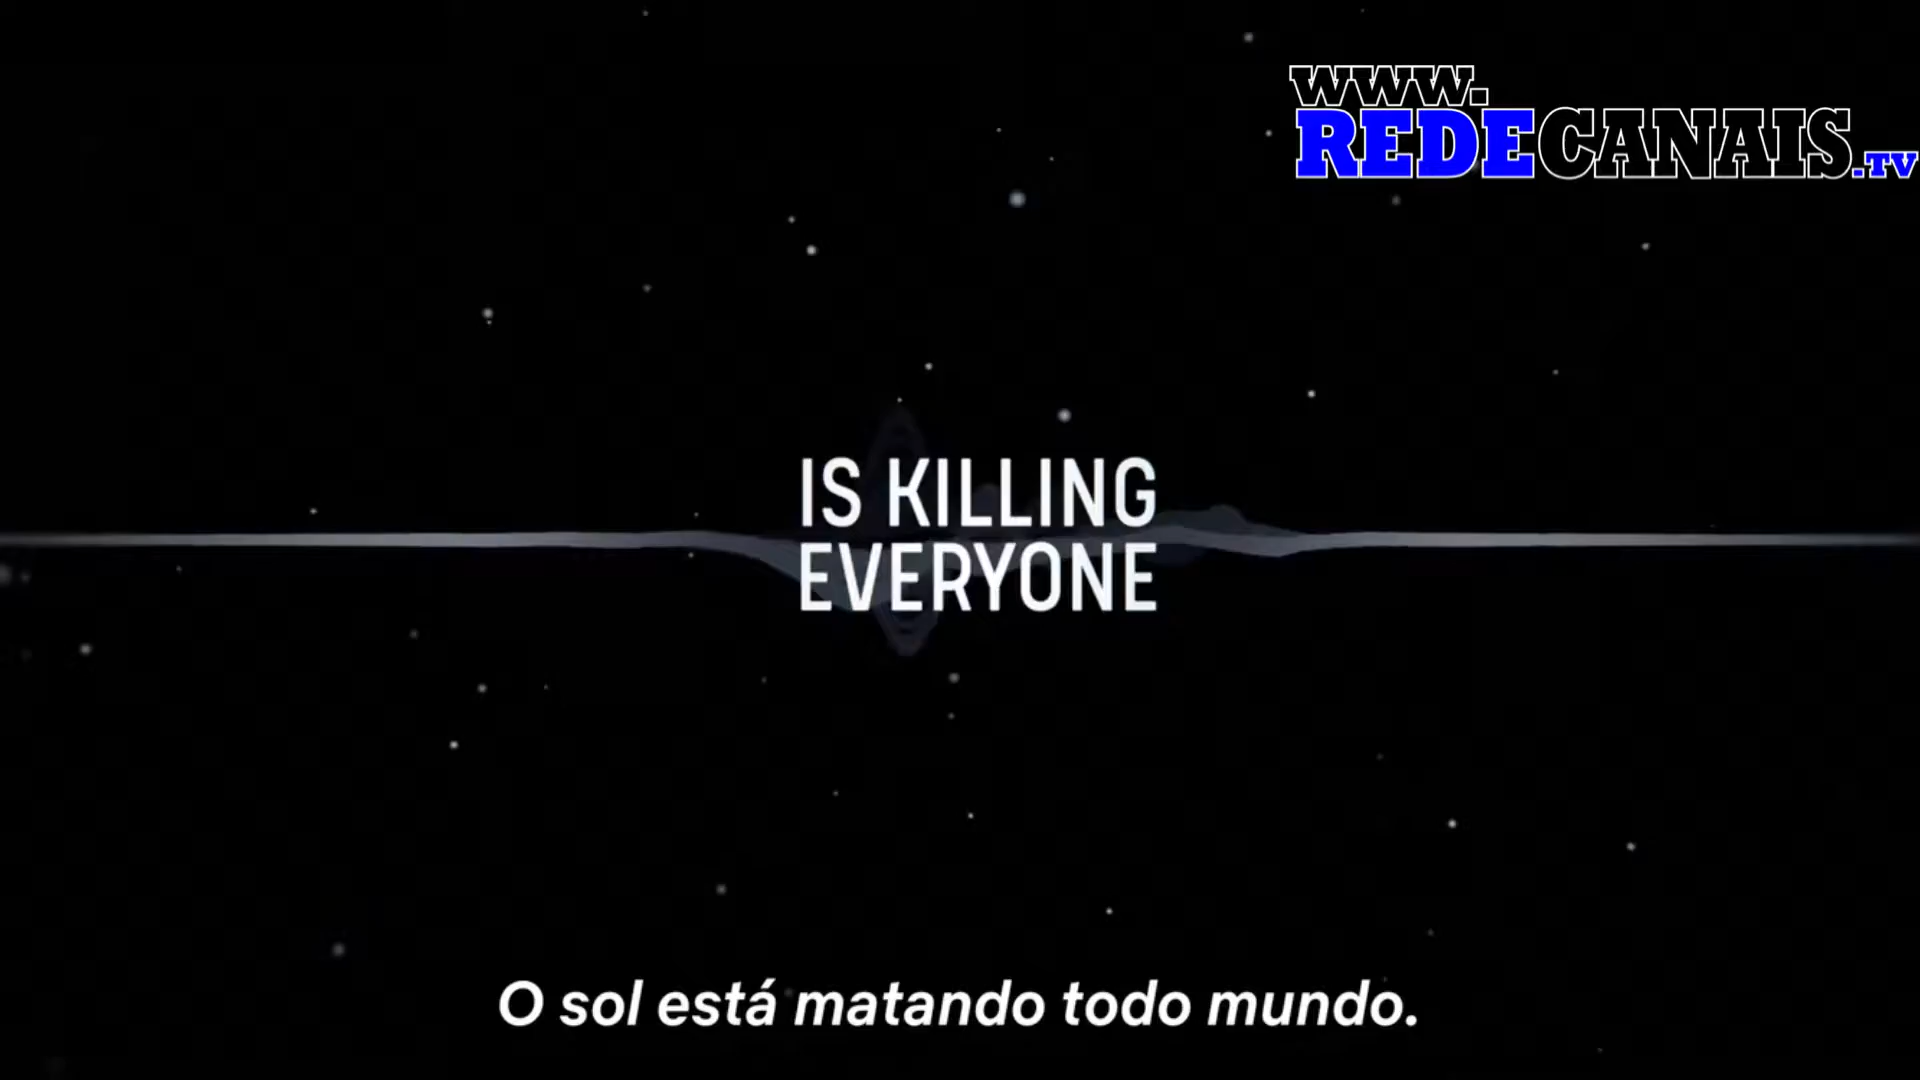 WWW.
REDECANAIS.TV
IS KILLING
EVERYONE
O sol está matando todo mundo.